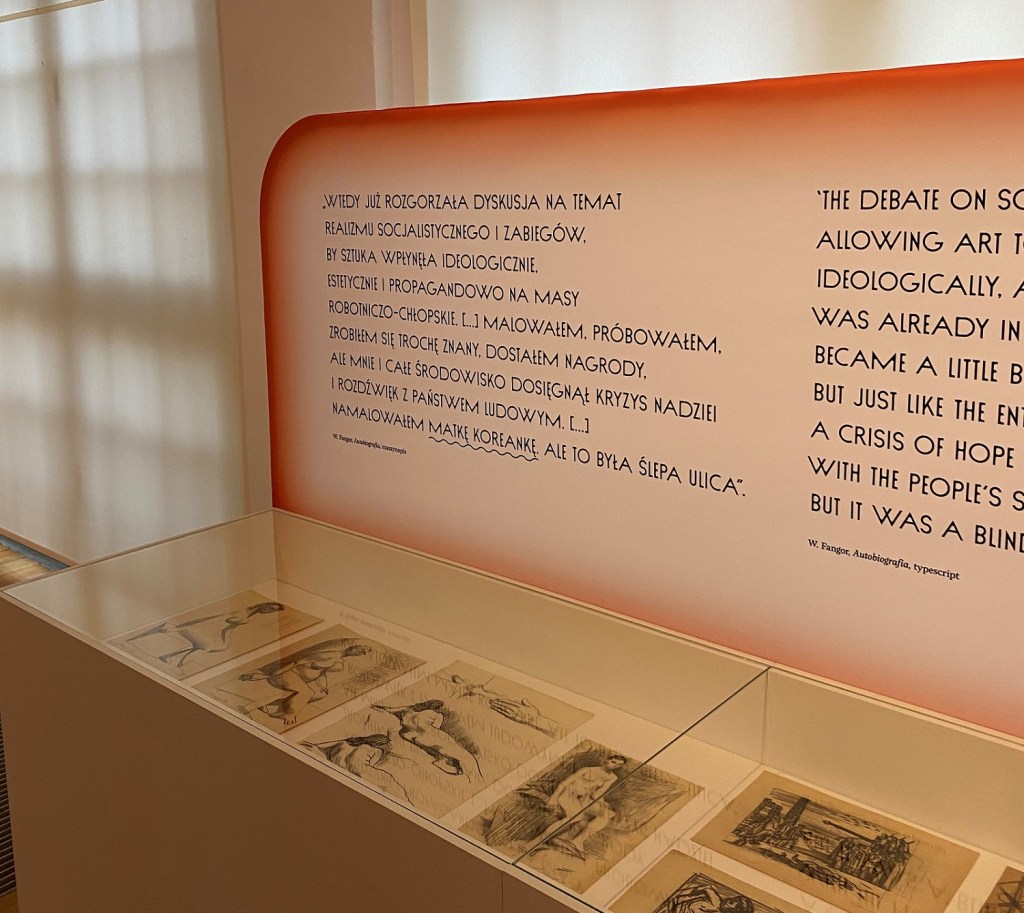 „WTEDY JUŻ ROZGORZAŁA DYSKUSJA NA TEMAT
REALIZMU SOCJALISTYCZNEGO I ZABIEGÓW,
BY SZTUKA WPŁYNĘŁA IDEOLOGICZNIE,
ESTETYCZNIE I PROPAGANDOWO NA MASY
ROBOTNICZO-CHŁOPSKIE. [...] MALOWAŁEM, PRÓBOWAŁEM,
ZROBIŁEM SIĘ TROCHĘ ZNANY, DOSTAŁEM NAGRODY,
ALE MNIE I CAŁE ŚRODOWISKO DOSIĘGNĄŁ KRYZYS NADZIEI
I ROZDŹWIĘK Z PAŃSTWEM LUDOWYM. [...]
NAMALOWAŁEM MATKĘ KOREANKĘ, ALE TO BYŁA ŚLEPA ULICA”.
W. Fangor, Autobiografia, maszynopis
‘THE DEBATE ON
ALLOWING ART
IDEOLOGICALLY,
WAS ALREADY IN
BECAME A LITTLE
BUT JUST LIKE THE
A CRISIS OF HOPE
WITH THE PEOPLE’S
BUT IT WAS A BLIND
W. Fangor, Autobiografia, typescript